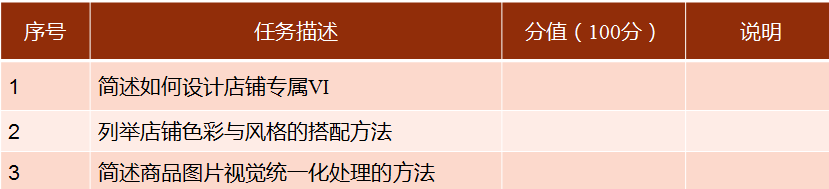 序号 任务描述 分值（100分） 说明
1 简述如何设计店铺专属VI
2 列举店铺色彩与风格的搭配方法
3 简述商品图片视觉统一化处理的方法